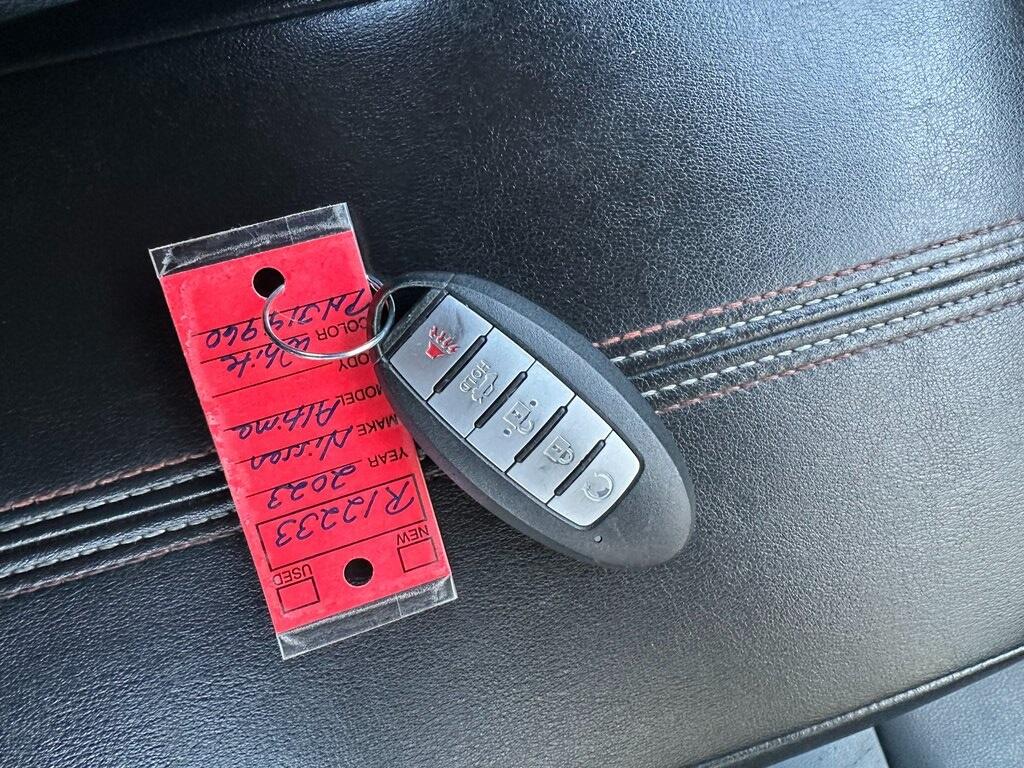 NEW USED
R12233
YEAR 2023
MAKE Nissan
MODEL Altima
BODY
COLOR White
PN319960
HOLD